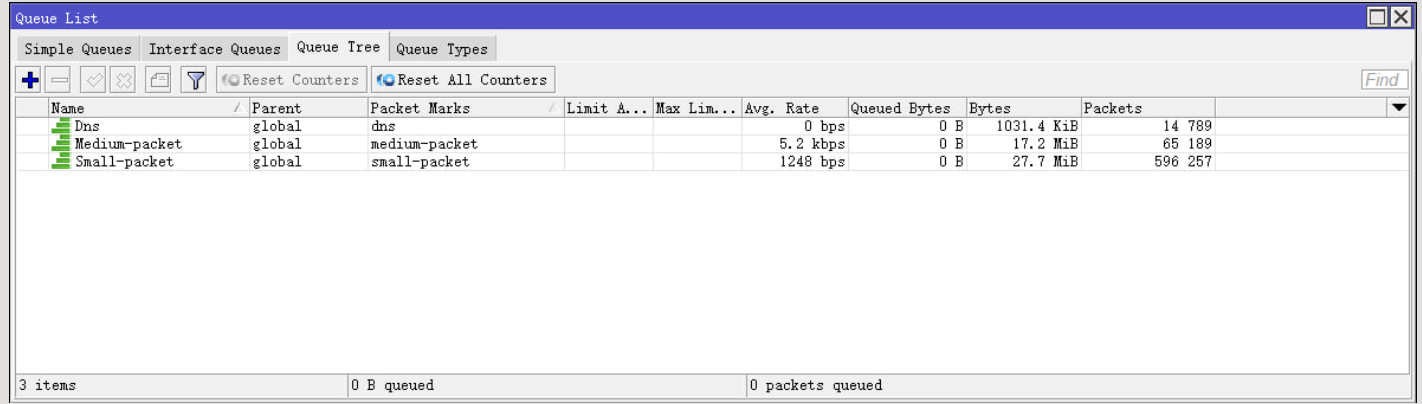 Queue List
Simple Queues Interface Queues Queue Tree Queue Types
Reset Counters Reset All Counters Find
Name Parent Packet Marks Limit A... Max Lim... Avg. Rate Queued Bytes Bytes Packets
Dns global dns 0 bps 0 B 1031.4 KiB 14 789
Medium-packet global medium-packet 5.2 kbps 0 B 17.2 MiB 65 189
Small-packet global small-packet 1248 bps 0 B 27.7 MiB 596 257
3 items 0 B queued 0 packets queued